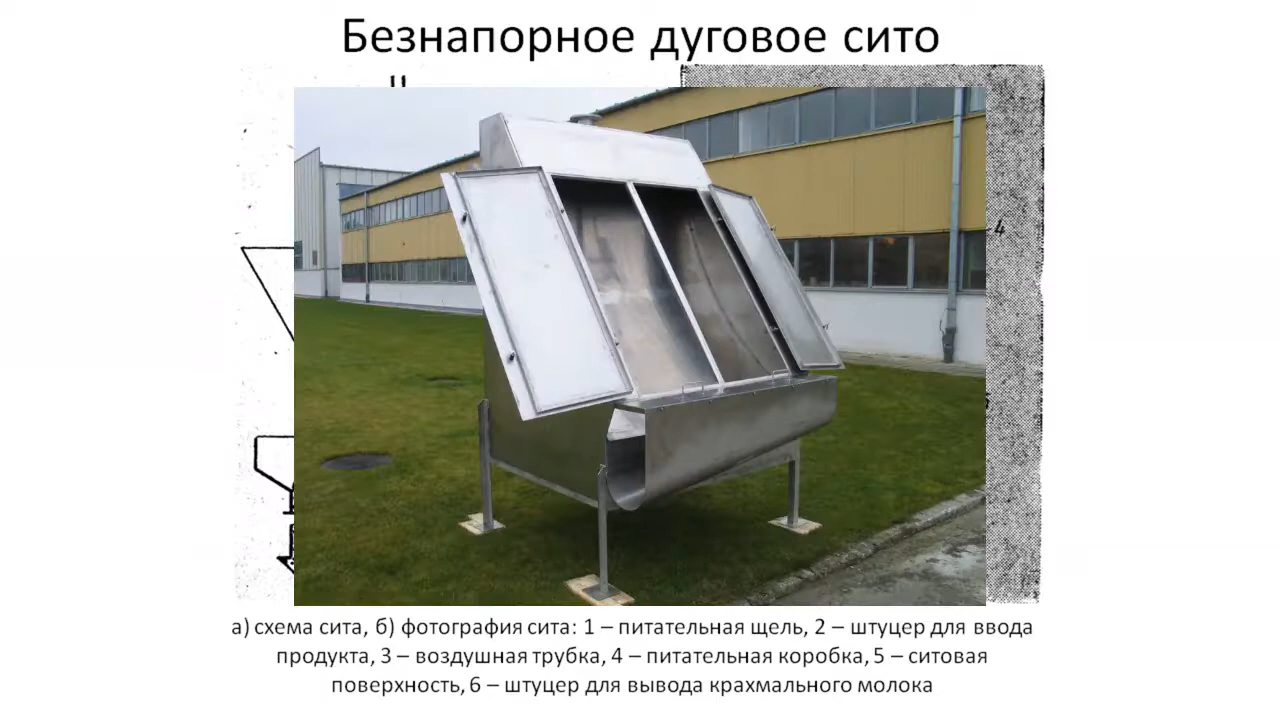 Безнапорное дуговое сито
4
а) схема сита, б) фотография сита: 1 – питательная щель, 2 – штуцер для ввода
продукта, 3 – воздушная трубка, 4 – питательная коробка, 5 – ситовая
поверхность, 6 – штуцер для вывода крахмального молока